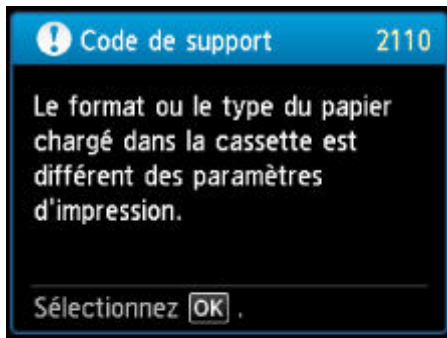 Code de support 2110
Le format ou le type du papier
chargé dans la cassette est
différent des paramètres
d'impression.
Sélectionnez OK .